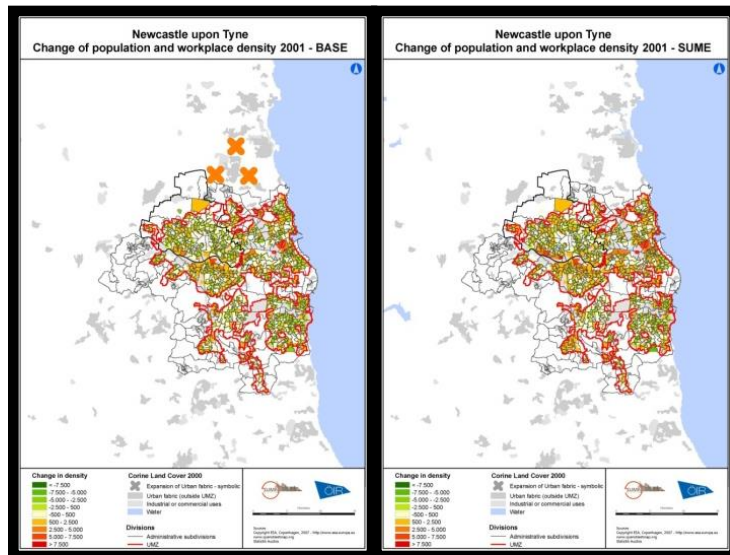 Newcastle upon Tyne
Change of population and workplace density 2001 - BASE
Change in density
< -7.500
-7.500 - -5.000
-5.000 - -2.500
-2.500 - -500
-500 - 500
500 - 2.500
2.500 - 5.000
5.000 - 7.500
> 7.500
Corine Land Cover 2000
Expansion of Urban fabric - symbolic
Urban fabric (outside UMZ)
Industrial or commercial uses
Water
Divisions
Administrative subdivisions
UMZ
SUME
OIR
Newcastle upon Tyne
Change of population and workplace density 2001 - SUME
Change in density
< -7.500
-7.500 - -5.000
-5.000 - -2.500
-2.500 - -500
-500 - 500
500 - 2.500
2.500 - 5.000
5.000 - 7.500
> 7.500
Corine Land Cover 2000
Expansion of Urban fabric - symbolic
Urban fabric (outside UMZ)
Industrial or commercial uses
Water
Divisions
Administrative subdivisions
UMZ
SUME
OIR